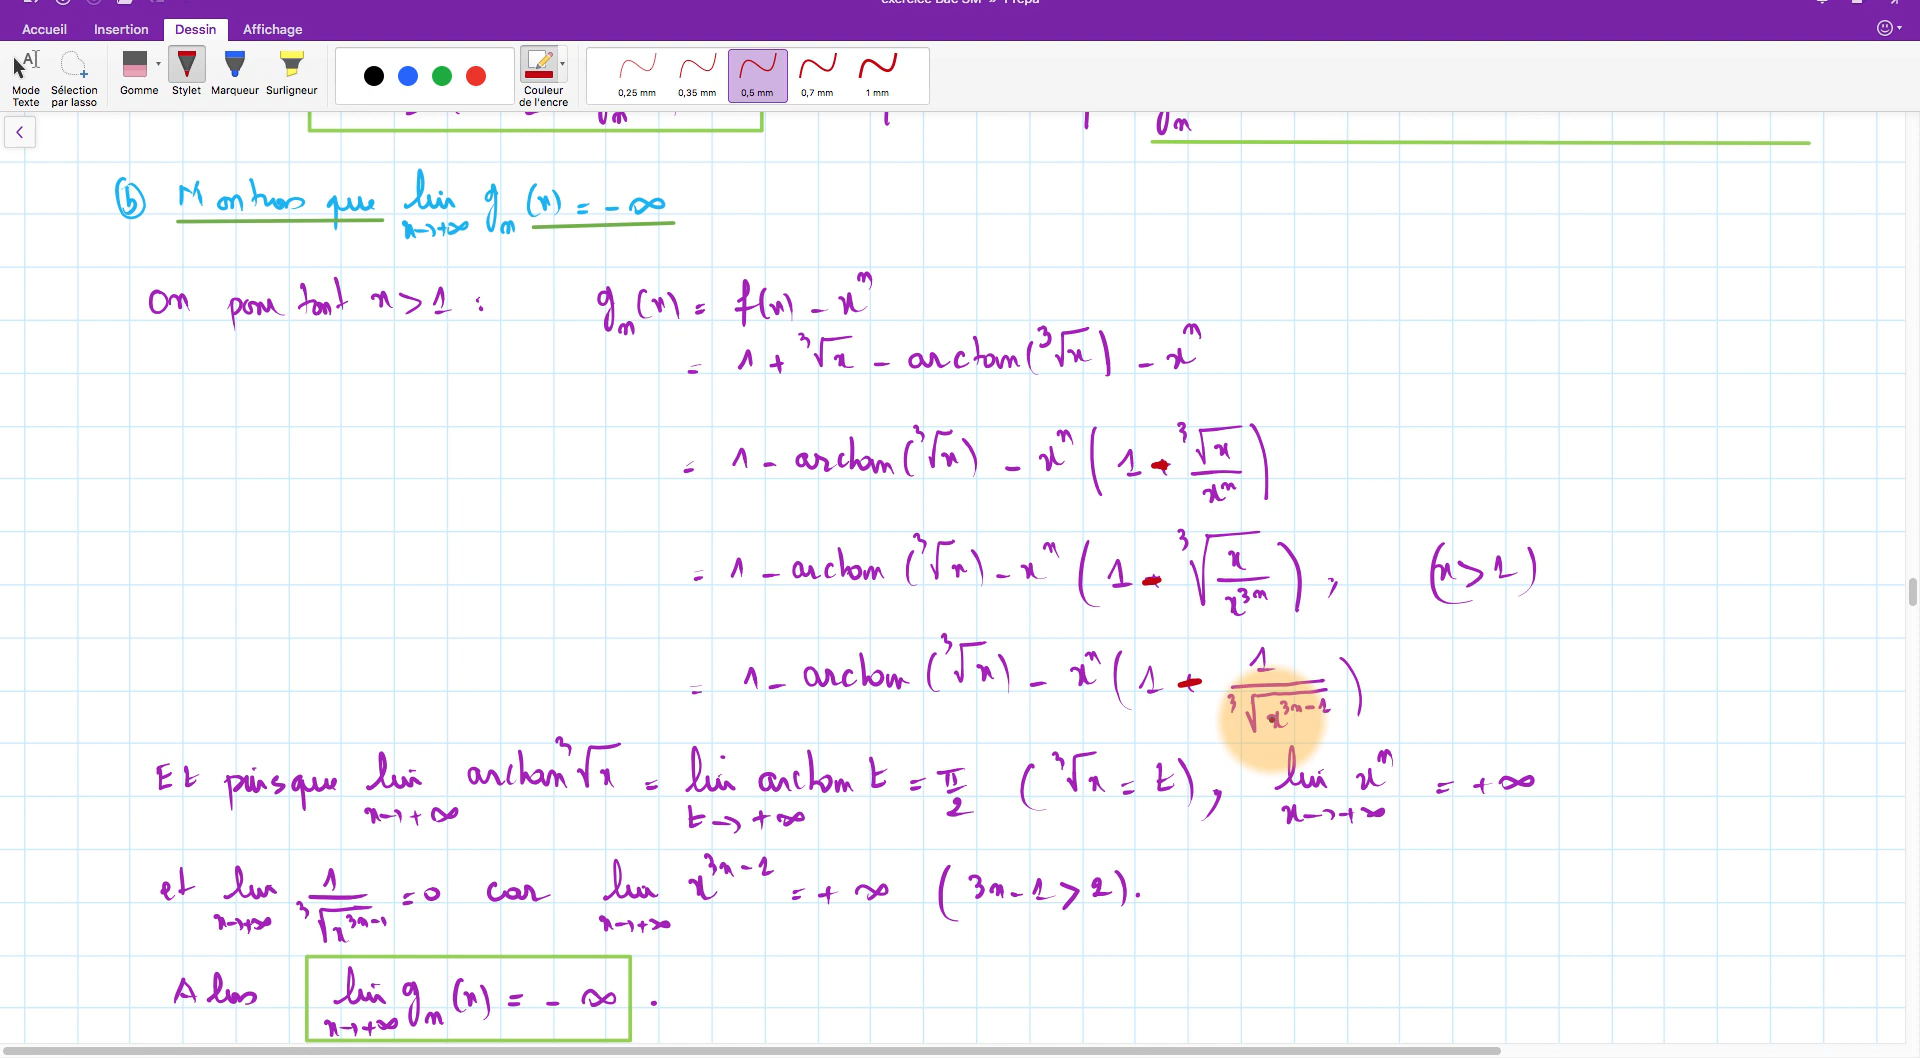 Accueil Insertion Dessin Affichage
Mode Texte
Sélection par lasso
Gomme
Stylet
Marqueur
Surligneur
Couleur de l'encre
0,25 mm
0,35 mm
0,5 mm
0,7 mm
1 mm
(b) Montrons que lim_{x→+∞} g_n(x) = -∞
On pour tout x > 1 : g_n(x) = f(x) - x^n
= 1 + ∛x - arctan(∛x) - x^n
= 1 - arctan(∛x) - x^n (1 - ∛x / x^n)
= 1 - arctan(∛x) - x^n (1 - ∛(x / x^{3n})) ; (x > 1)
= 1 - arctan(∛x) - x^n (1 - 1 / ∛(x^{3n-1}))
Et puisque lim_{x→+∞} arctan ∛x = lim_{t→+∞} arctan t = π/2 (∛x = t), lim_{x→+∞} x^n = +∞
et lim_{x→+∞} 1 / ∛(x^{3n-1}) = 0 car lim_{x→+∞} x^{3n-1} = +∞ (3n-1 > 2).
Alors lim_{x→+∞} g_n(x) = -∞ .